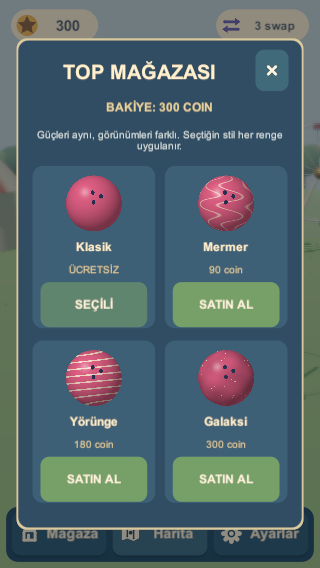 300
3 swap
TOP MAĞAZASI
×
BAKİYE: 300 COIN
Güçleri aynı, görünümleri farklı. Seçtiğin stil her renge
uygulanır.
Klasik
ÜCRETSİZ
SEÇİLİ
Mermer
90 coin
SATIN AL
Yörünge
180 coin
SATIN AL
Galaksi
300 coin
SATIN AL
Mağaza
Harita
Ayarlar